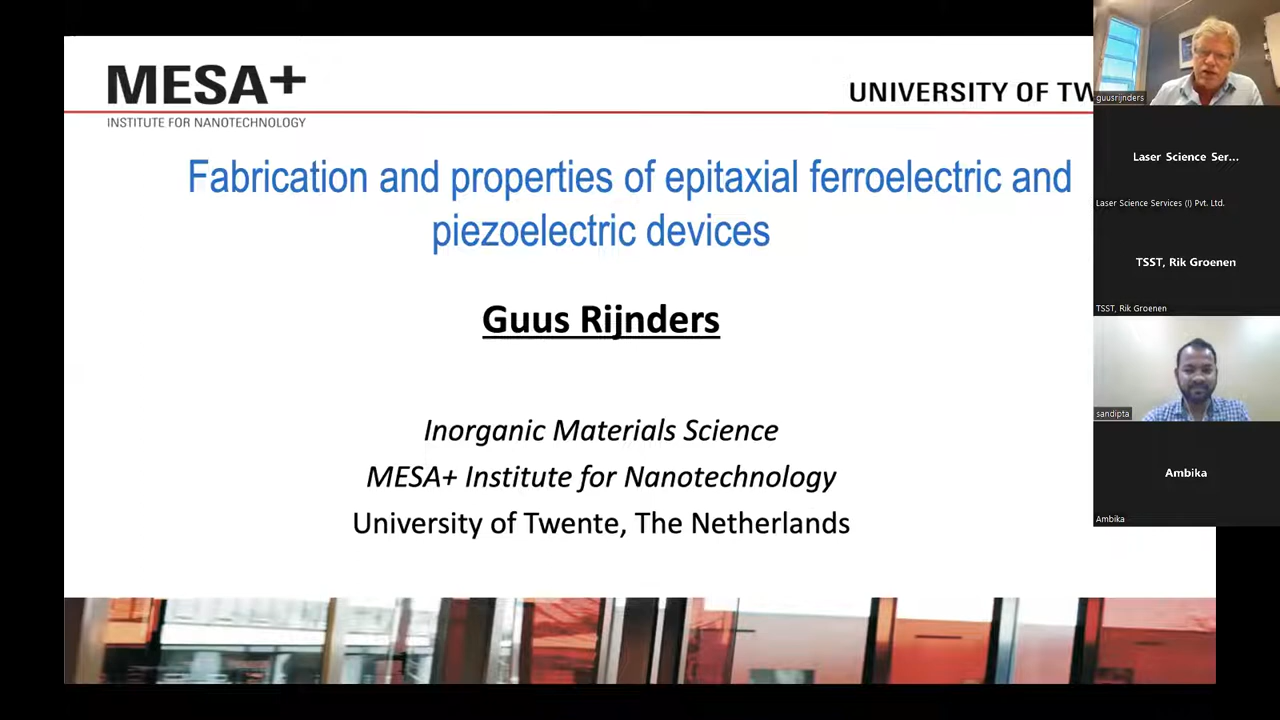 MESA+
INSTITUTE FOR NANOTECHNOLOGY
UNIVERSITY OF TW
Fabrication and properties of epitaxial ferroelectric and
piezoelectric devices
Guus Rijnders
Inorganic Materials Science
MESA+ Institute for Nanotechnology
University of Twente, The Netherlands
guusrijnders
Laser Science Ser...
Laser Science Services (I) Pvt. Ltd.
TSST, Rik Groenen
TSST, Rik Groenen
sandipta
Ambika
Ambika